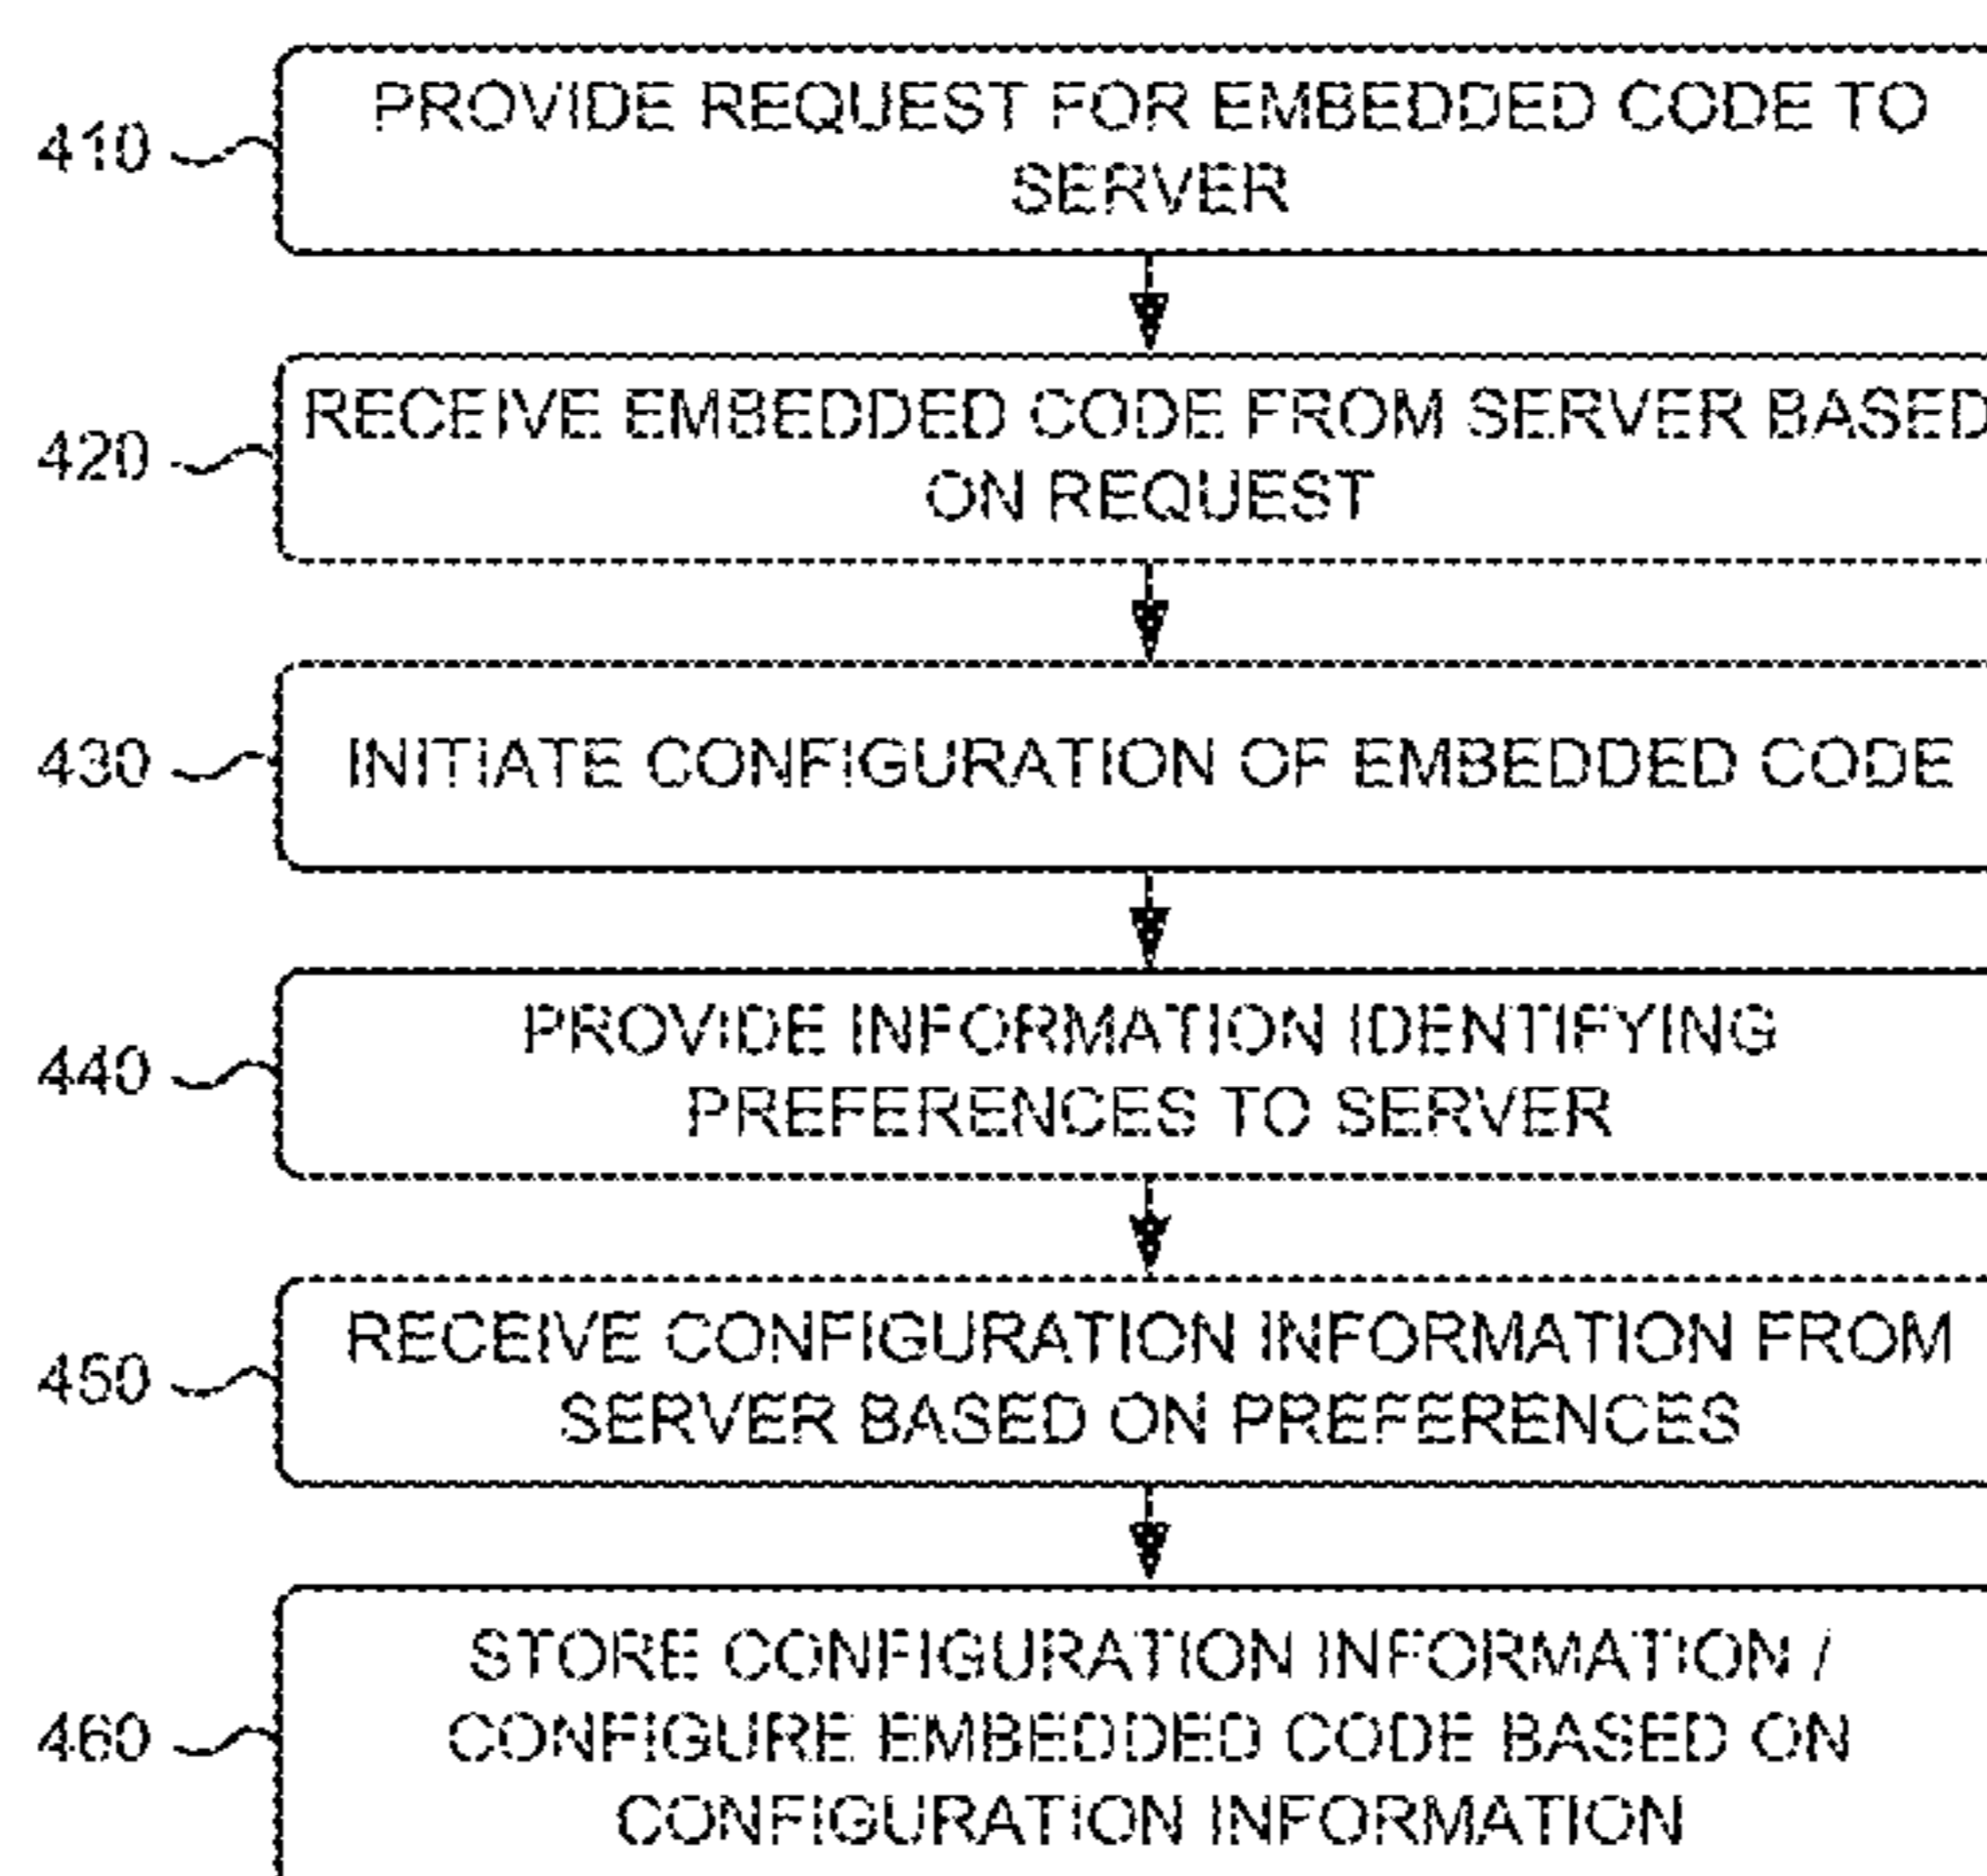 410
PROVIDE REQUEST FOR EMBEDDED CODE TO
SERVER
420
RECEIVE EMBEDDED CODE FROM SERVER BASED
ON REQUEST
430
INITIATE CONFIGURATION OF EMBEDDED CODE
440
PROVIDE INFORMATION IDENTIFYING
PREFERENCES TO SERVER
450
RECEIVE CONFIGURATION INFORMATION FROM
SERVER BASED ON PREFERENCES
460
STORE CONFIGURATION INFORMATION /
CONFIGURE EMBEDDED CODE BASED ON
CONFIGURATION INFORMATION